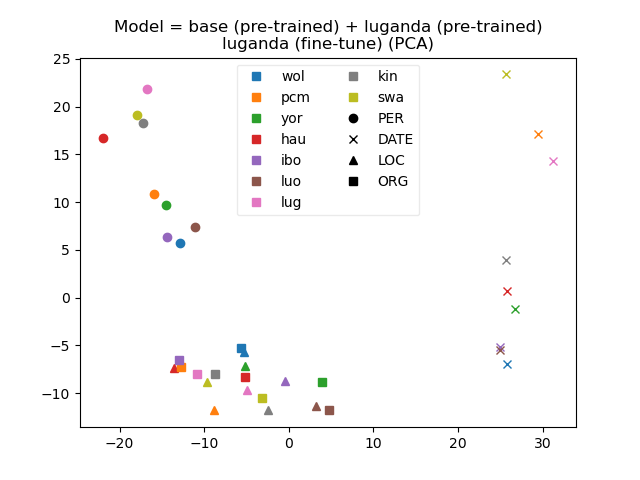 Model = base (pre-trained) + luganda (pre-trained)
luganda (fine-tune) (PCA)
25
20
15
10
5
0
−5
−10
wol
pcm
yor
hau
ibo
luo
lug
kin
swa
PER
DATE
LOC
ORG
−20
−10
0
10
20
30